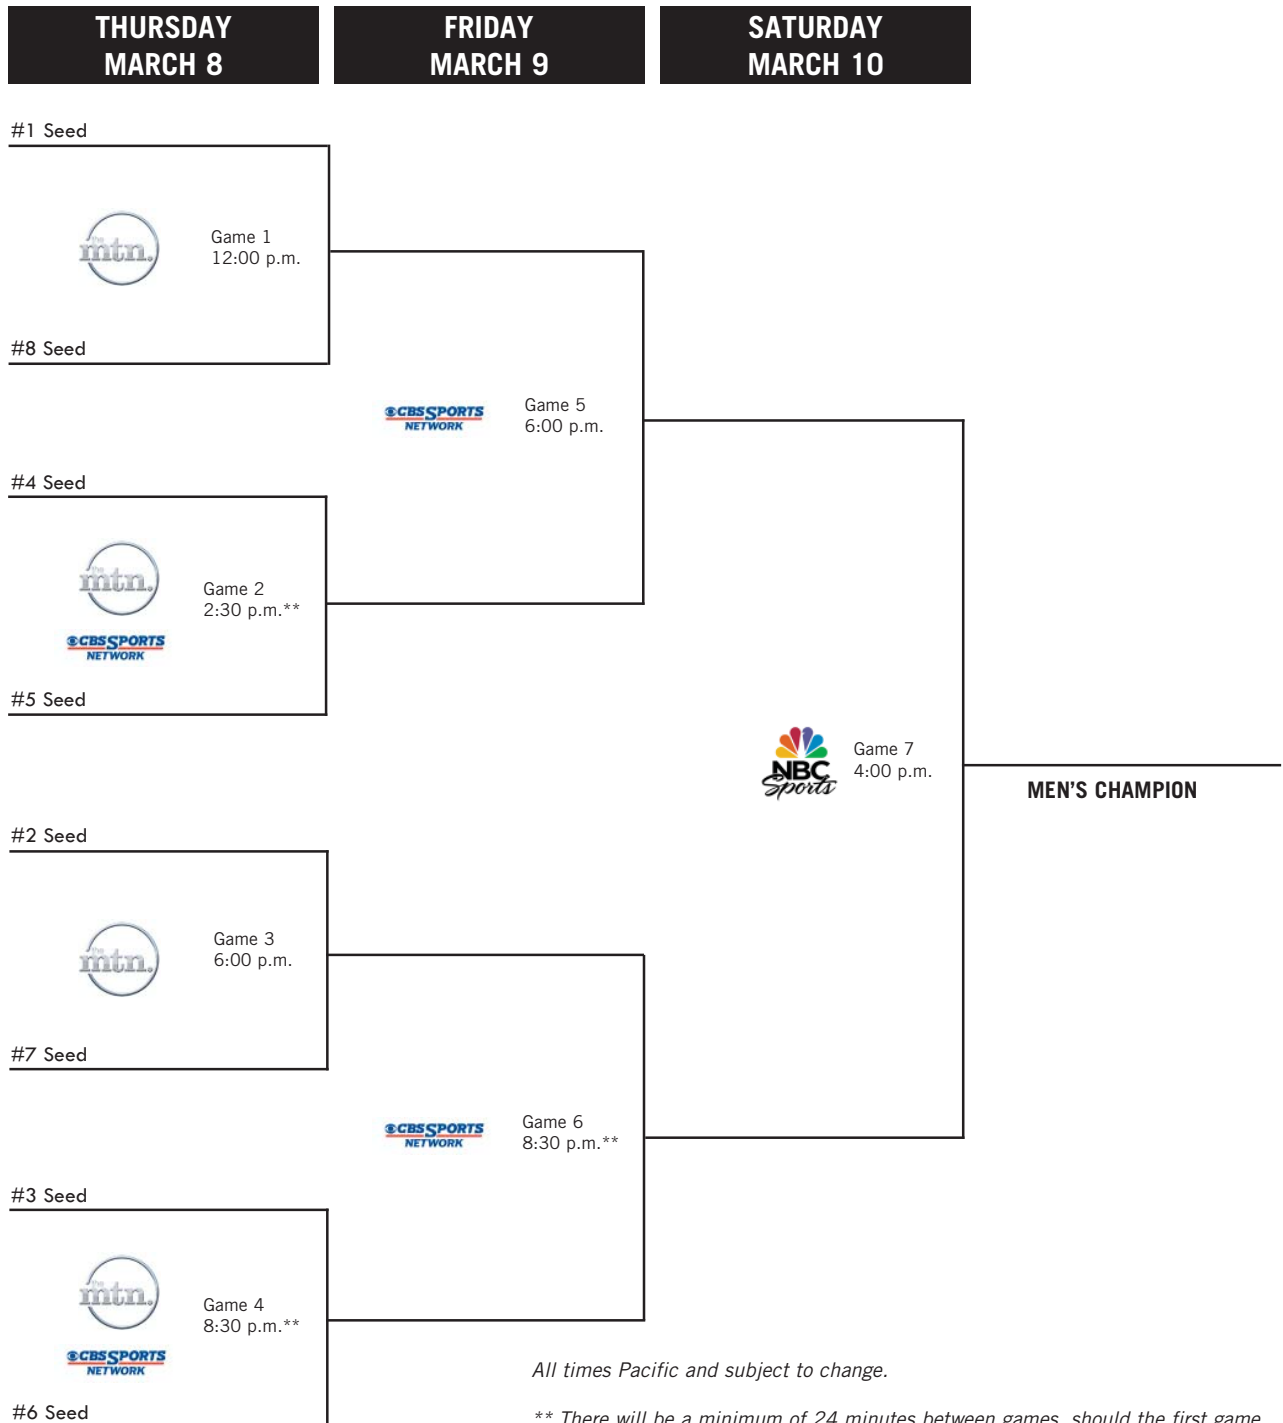 THURSDAY
MARCH 8
FRIDAY
MARCH 9
SATURDAY
MARCH 10
#1 Seed
the
mtn.
Game 1
12:00 p.m.
#8 Seed
CBS SPORTS
NETWORK
Game 5
6:00 p.m.
#4 Seed
the
mtn.
CBS SPORTS
NETWORK
Game 2
2:30 p.m.**
#5 Seed
NBC
Sports
Game 7
4:00 p.m.
MEN'S CHAMPION
#2 Seed
the
mtn.
Game 3
6:00 p.m.
#7 Seed
CBS SPORTS
NETWORK
Game 6
8:30 p.m.**
#3 Seed
the
mtn.
CBS SPORTS
NETWORK
Game 4
8:30 p.m.**
#6 Seed
All times Pacific and subject to change.
** There will be a minimum of 24 minutes between games, should the first game